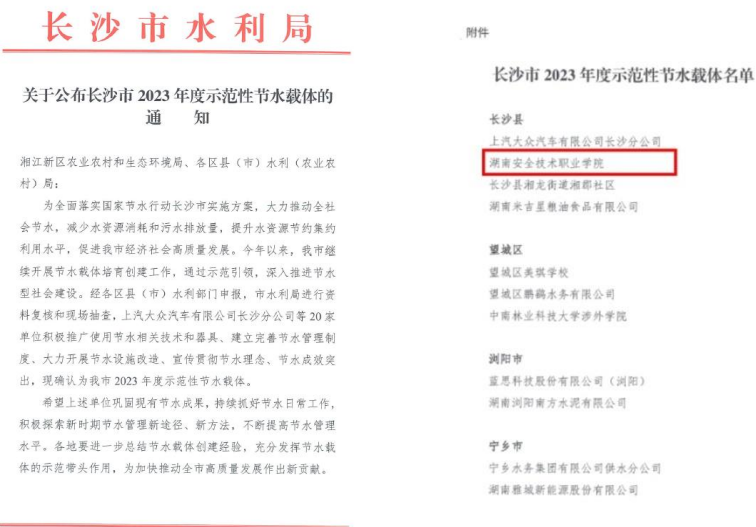 长沙市水利局
关于公布长沙市 2023 年度示范性节水载体的
通 知
湘江新区农业农村和生态环境局、各区县（市）水利（农业农
村）局：
为全面落实国家节水行动长沙市实施方案，大力推动全社
会节水，减少水资源消耗和污水排放量，提升水资源节约集约
利用水平，促进我市经济社会高质量发展。今年以来，我市继
续开展节水载体培育创建工作，通过示范引领，深入推进节水
型社会建设。经各区县（市）水利部门申报，市水利局进行资
料复核和现场抽查，上汽大众汽车有限公司长沙分公司等 20 家
单位积极推广使用节水相关技术和器具、建立完善节水管理制
度、大力开展节水设施改造、宣传贯彻节水理念、节水成效突
出，现确认为我市 2023 年度示范性节水载体。
希望上述单位巩固现有节水成果，持续抓好节水日常工作，
积极探索新时期节水管理新途径、新方法，不断提高节水管理
水平。各地要进一步总结节水载体创建经验，充分发挥节水载
体的示范带头作用，为加快推动全市高质量发展作出新贡献。
附件
长沙市 2023 年度示范性节水载体名单
长沙县
上汽大众汽车有限公司长沙分公司
湖南安全技术职业学院
长沙县湘龙街道湘郡社区
湖南米吉星粮油食品有限公司
望城区
望城区美琪学校
望城区鹏鹞水务有限公司
中南林业科技大学涉外学院
浏阳市
蓝思科技股份有限公司（浏阳）
湖南浏阳南方水泥有限公司
宁乡市
宁乡水务集团有限公司供水分公司
湖南雅城新能源股份有限公司